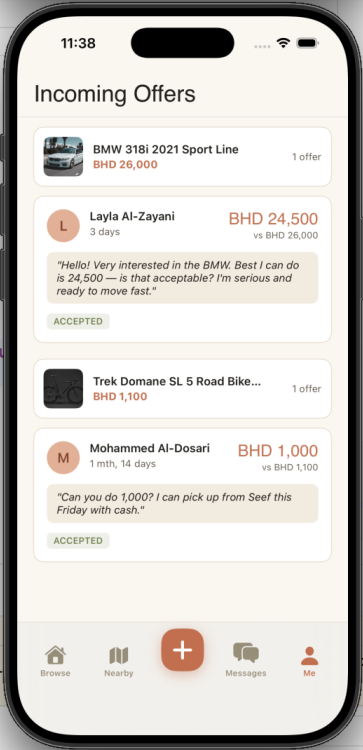 11:38
Incoming Offers
BMW 318i 2021 Sport Line
BHD 26,000
1 offer
L
Layla Al-Zayani
3 days
BHD 24,500
vs BHD 26,000
"Hello! Very interested in the BMW. Best I can do
is 24,500 — is that acceptable? I'm serious and
ready to move fast."
ACCEPTED
Trek Domane SL 5 Road Bike...
BHD 1,100
1 offer
M
Mohammed Al-Dosari
1 mth, 14 days
BHD 1,000
vs BHD 1,100
"Can you do 1,000? I can pick up from Seef this
Friday with cash."
ACCEPTED
Browse
Nearby
Messages
Me